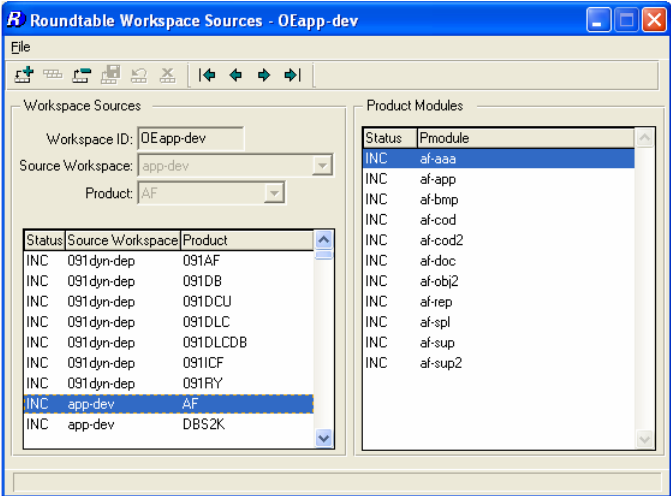 Roundtable Workspace Sources - OEapp-dev
File
Workspace Sources
Workspace ID: OEapp-dev
Source Workspace: app-dev
Product: AF
Status Source Workspace Product
INC 091dyn-dep 091AF
INC 091dyn-dep 091DB
INC 091dyn-dep 091DCU
INC 091dyn-dep 091DLC
INC 091dyn-dep 091DLCDB
INC 091dyn-dep 091ICF
INC 091dyn-dep 091RY
INC app-dev AF
INC app-dev DBS2K
Product Modules
Status Pmodule
INC af-aaa
INC af-app
INC af-bmp
INC af-cod
INC af-cod2
INC af-doc
INC af-obj2
INC af-rep
INC af-spl
INC af-sup
INC af-sup2